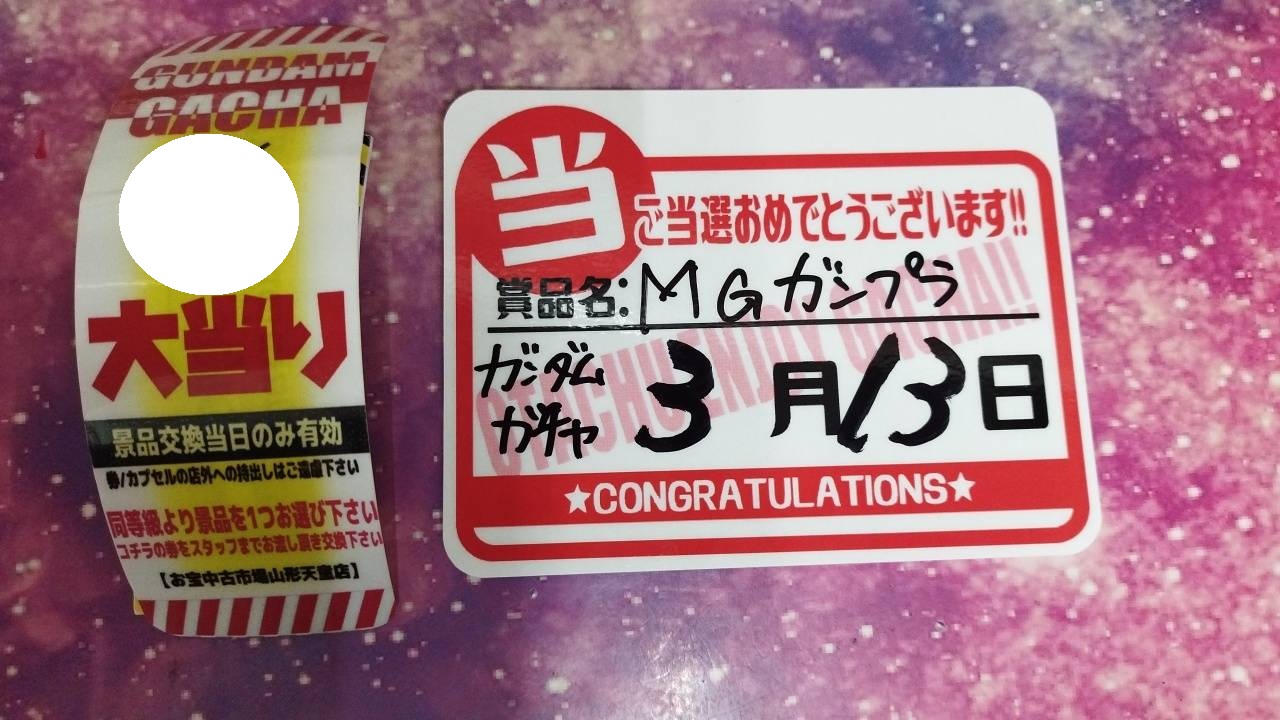 GUNDAM
GACHA
大当り
景品交換当日のみ有効
券/カプセルの店外への持出しはご遠慮下さい
同等級より景品を1つお選び下さい
コチラの券をスタッフまでお渡し頂き交換下さい
【お宝中古市場山形天童店】
当
ご当選おめでとうございます!!
賞品名:MGガンプラ
ガンダム
ガチャ
3月13日
ENJOY GACHA!!
★CONGRATULATIONS★